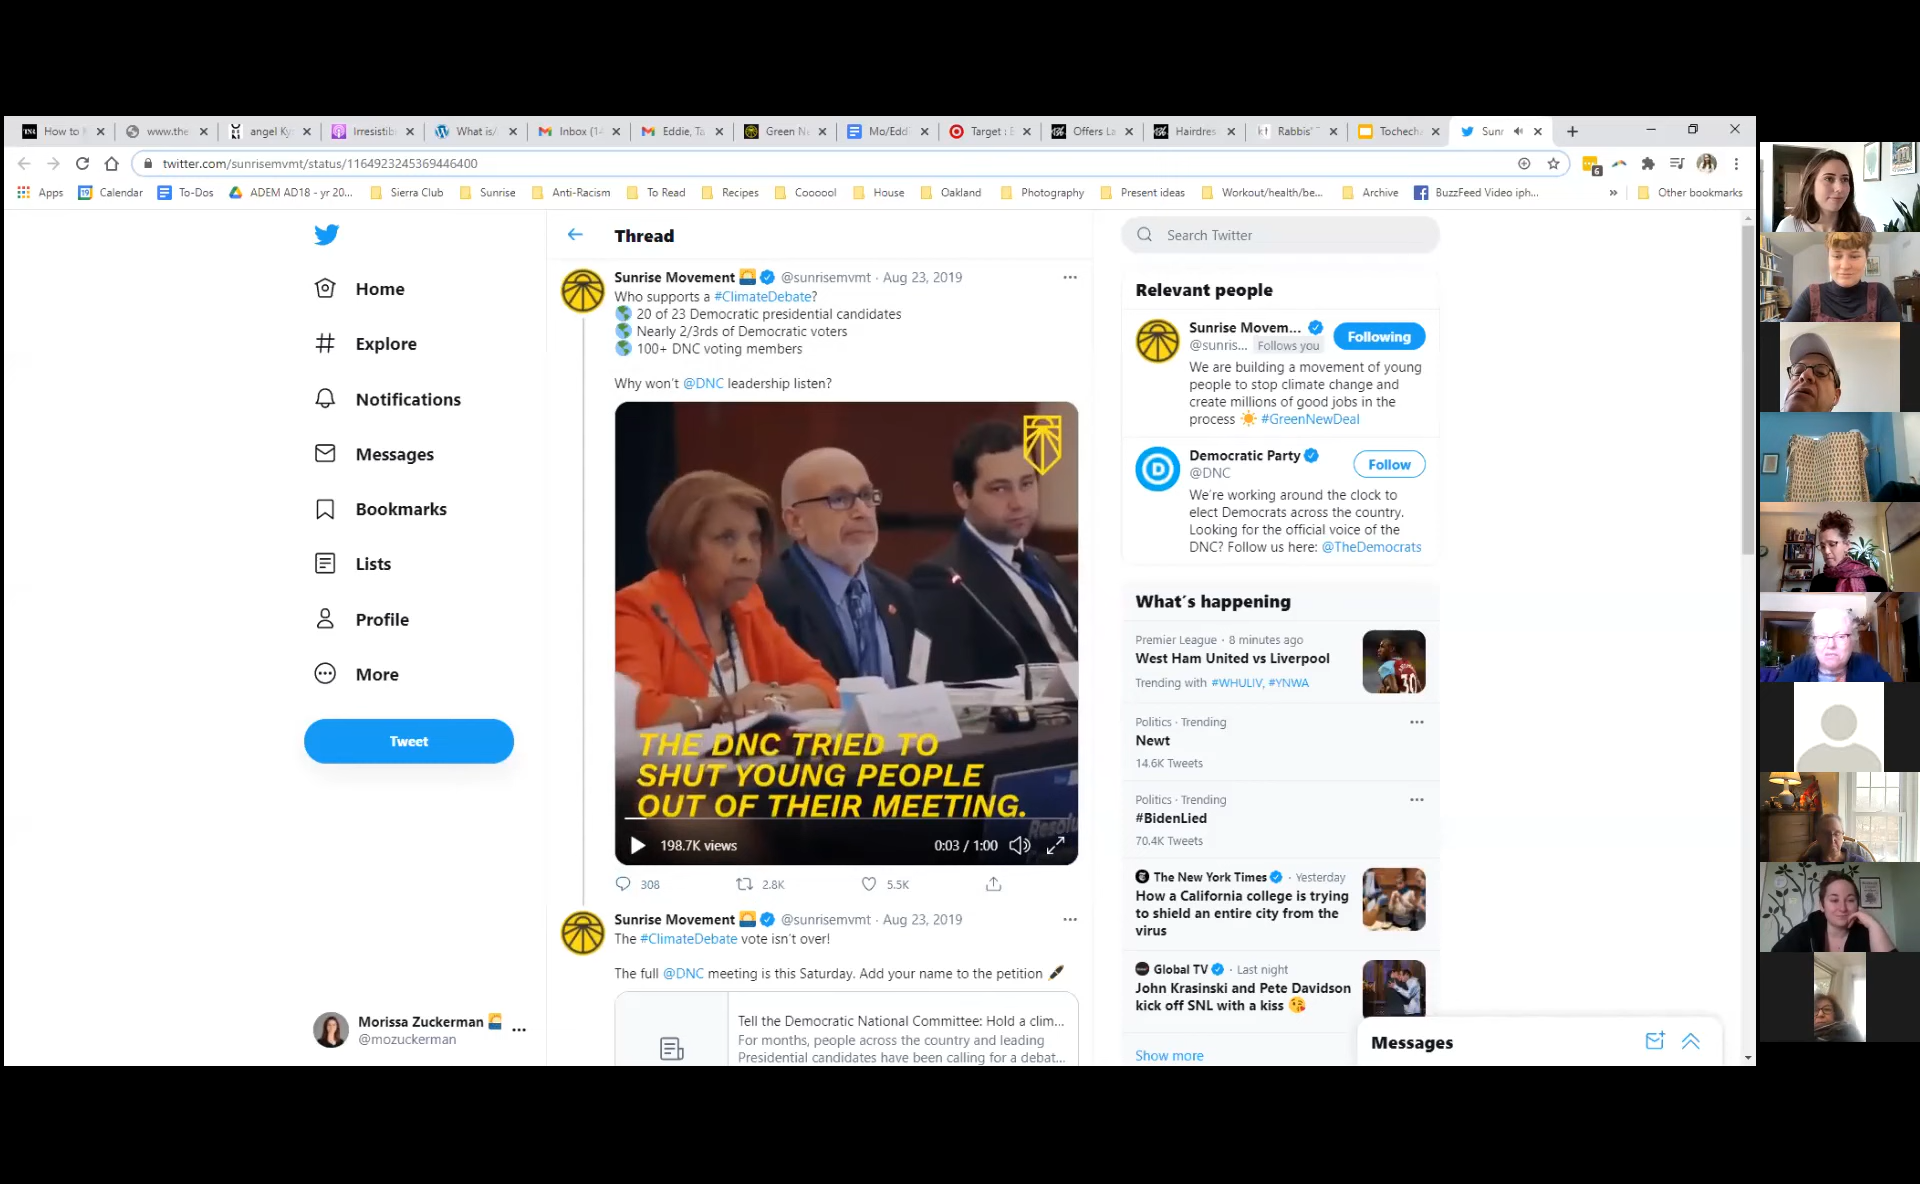 How to
www.the
angel Ky
Irresistib
What is/
Inbox (1
Eddie, Ta
Green N
Mo/Edd
Target : E
Offers La
Hairdres
Rabbis'
Tochech
Sun
twitter.com/sunrisemvmt/status/1164923245369446400
6
Apps
Calendar
To-Dos
ADEM AD18 - yr 20...
Sierra Club
Sunrise
Anti-Racism
To Read
Recipes
Coooool
House
Oakland
Photography
Present ideas
Workout/health/be...
Archive
BuzzFeed Video iph...
»
Other bookmarks
Home
Explore
Notifications
Messages
Bookmarks
Lists
Profile
More
Tweet
Morissa Zuckerman
@mozuckerman
Thread
Sunrise Movement @sunrisemvmt · Aug 23, 2019
Who supports a #ClimateDebate?
20 of 23 Democratic presidential candidates
Nearly 2/3rds of Democratic voters
100+ DNC voting members
Why won't @DNC leadership listen?
THE DNC TRIED TO
SHUT YOUNG PEOPLE
OUT OF THEIR MEETING.
Resolu
198.7K views
0:03 / 1:00
308
2.8K
5.5K
Sunrise Movement @sunrisemvmt · Aug 23, 2019
The #ClimateDebate vote isn't over!
The full @DNC meeting is this Saturday. Add your name to the petition
Tell the Democratic National Committee: Hold a clim...
For months, people across the country and leading
Presidential candidates have been calling for a debat...
Search Twitter
Relevant people
Sunrise Movem...
@sunris... Follows you
Following
We are building a movement of young
people to stop climate change and
create millions of good jobs in the
process #GreenNewDeal
Democratic Party
@DNC
Follow
We're working around the clock to
elect Democrats across the country.
Looking for the official voice of the
DNC? Follow us here: @TheDemocrats
What's happening
Premier League · 8 minutes ago
West Ham United vs Liverpool
Trending with #WHULIV, #YNWA
30
Politics · Trending
Newt
14.6K Tweets
Politics · Trending
#BidenLied
70.4K Tweets
The New York Times · Yesterday
How a California college is trying
to shield an entire city from the
virus
Global TV · Last night
John Krasinski and Pete Davidson
kick off SNL with a kiss
Show more
Messages